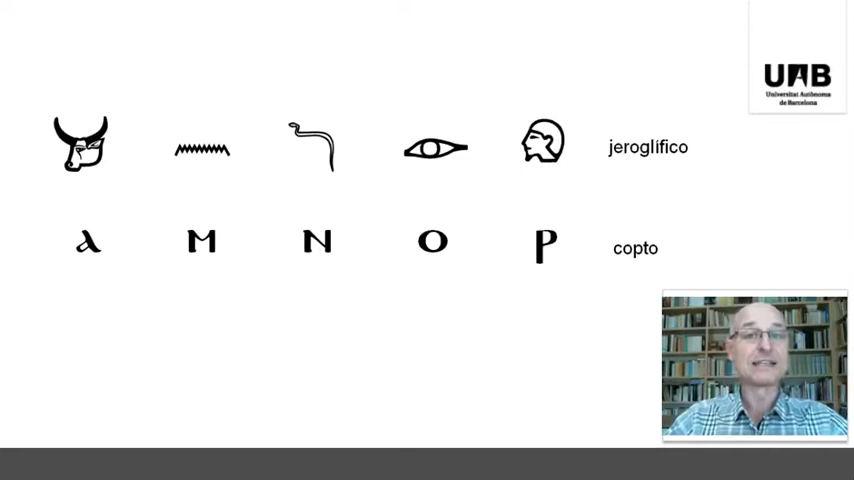 UAB
Universitat Autònoma
de Barcelona
jeroglífico
ⲁ ⲙ ⲛ ⲟ ⲣ
copto